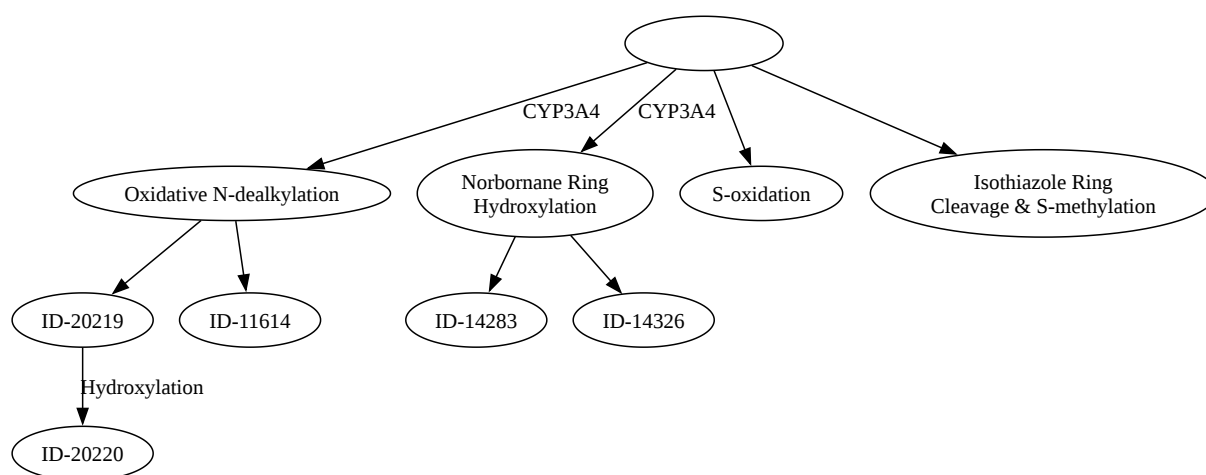 CYP3A4
CYP3A4
Oxidative N-dealkylation
Norbornane Ring
Hydroxylation
S-oxidation
Isothiazole Ring
Cleavage & S-methylation
ID-20219
ID-11614
ID-14283
ID-14326
Hydroxylation
ID-20220